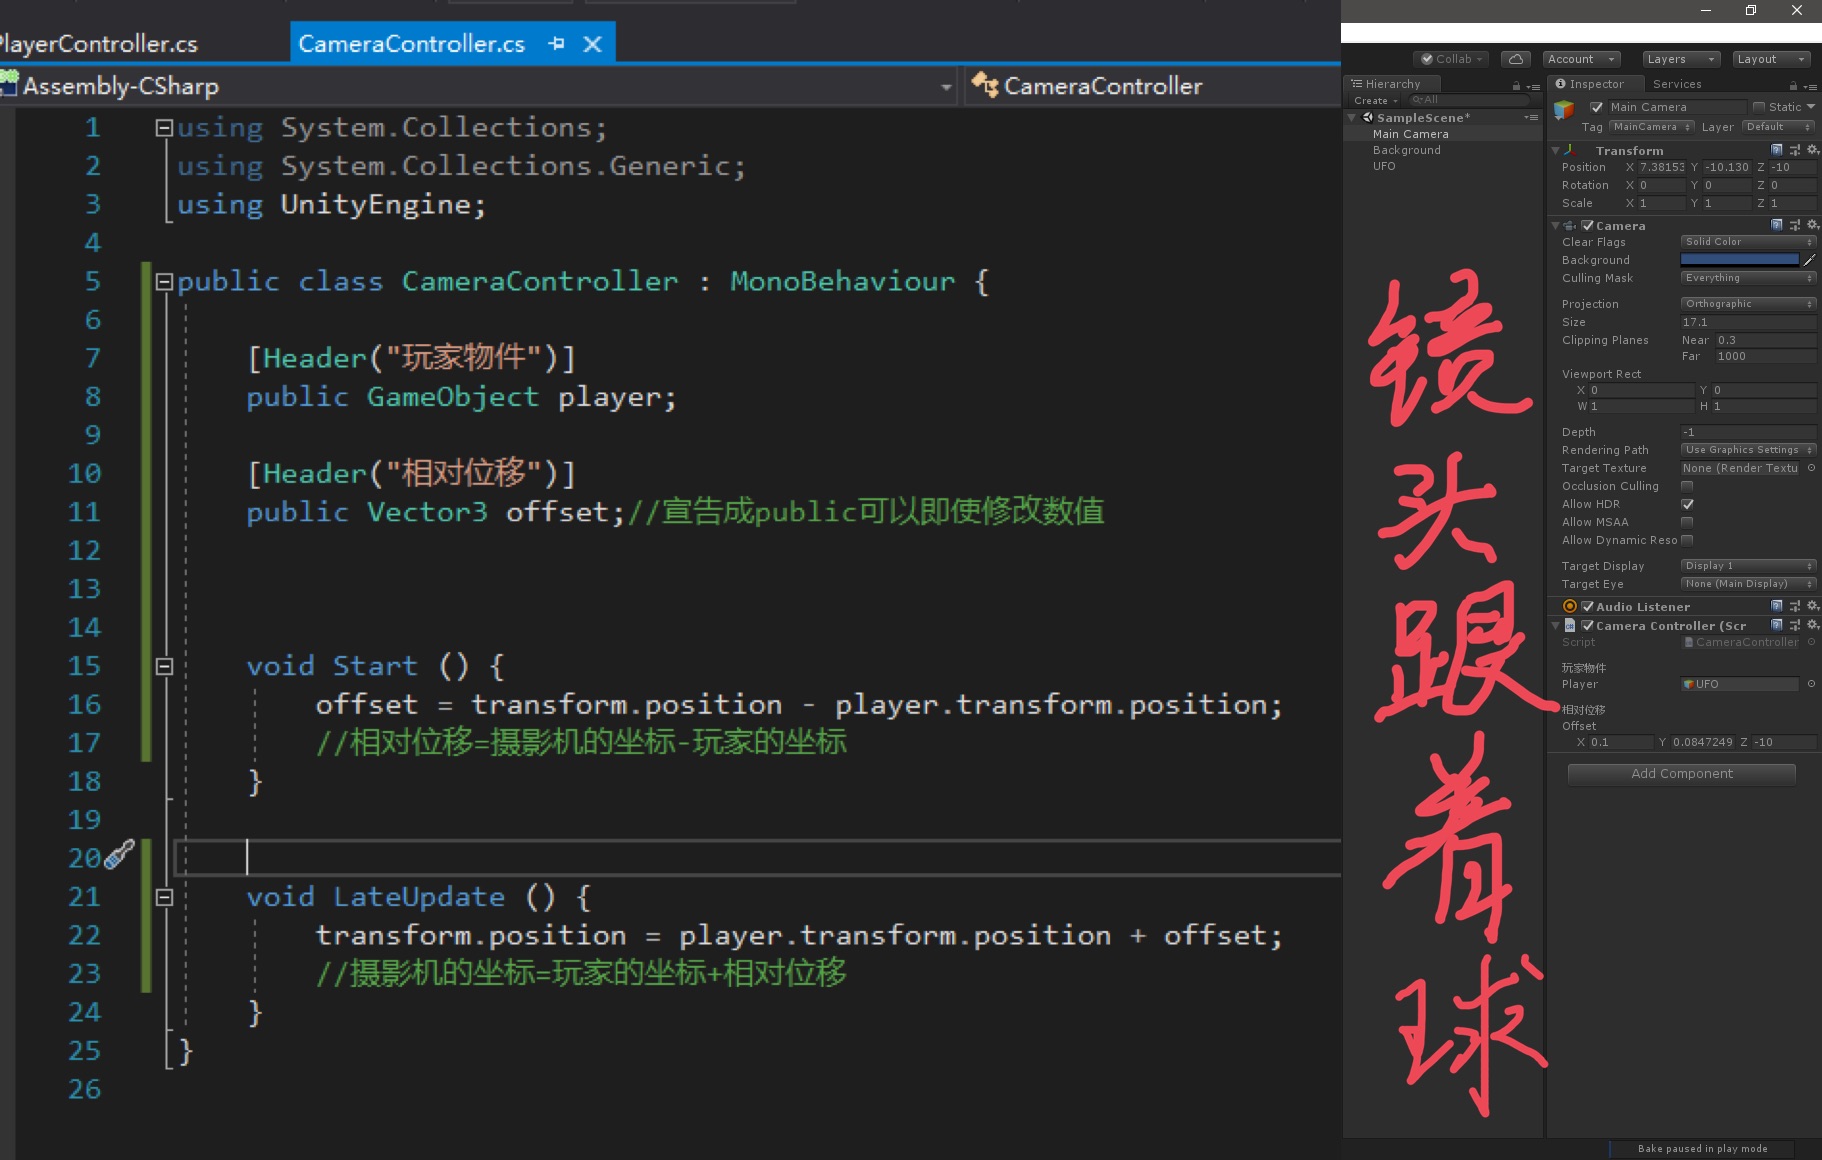 PlayerController.cs
CameraController.cs
Assembly-CSharp
CameraController
1 using System.Collections;
2 using System.Collections.Generic;
3 using UnityEngine;
4
5 public class CameraController : MonoBehaviour {
6
7 [Header("玩家物件")]
8 public GameObject player;
9
10 [Header("相对位移")]
11 public Vector3 offset;//宣告成public可以即使修改数值
12
13
14
15 void Start () {
16 offset = transform.position - player.transform.position;
17 //相对位移=摄影机的坐标-玩家的坐标
18 }
19
20
21 void LateUpdate () {
22 transform.position = player.transform.position + offset;
23 //摄影机的坐标=玩家的坐标+相对位移
24 }
25 }
26
Collab
Account
Layers
Layout
Hierarchy
Create
All
SampleScene*
Main Camera
Background
UFO
镜头跟着球
Inspector
Services
Main Camera
Static
Tag MainCamera Layer Default
Transform
Position X 7.38153 Y -10.130 Z -10
Rotation X 0 Y 0 Z 0
Scale X 1 Y 1 Z 1
Camera
Clear Flags Solid Color
Background
Culling Mask Everything
Projection Orthographic
Size 17.1
Clipping Planes Near 0.3
Far 1000
Viewport Rect
X 0 Y 0
W 1 H 1
Depth -1
Rendering Path Use Graphics Settings
Target Texture None (Render Textu
Occlusion Culling
Allow HDR
Allow MSAA
Allow Dynamic Reso
Target Display Display 1
Target Eye None (Main Display)
Audio Listener
Camera Controller (Scr
Script CameraController
玩家物件
Player UFO
相对位移
Offset
X 0.1 Y 0.0847249 Z -10
Add Component
Bake paused in play mode